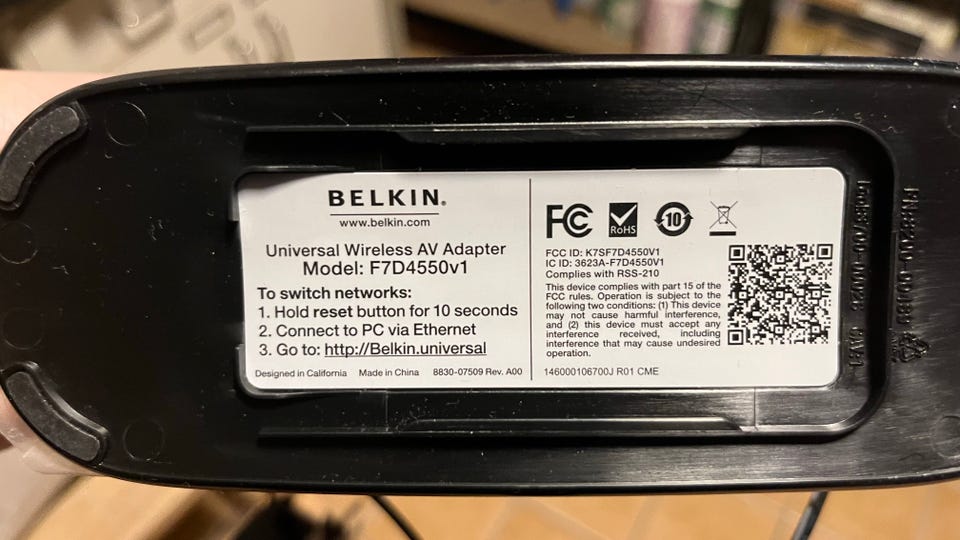 BELKIN.
www.belkin.com
Universal Wireless AV Adapter
Model: F7D4550v1
To switch networks:
1. Hold reset button for 10 seconds
2. Connect to PC via Ethernet
3. Go to: http://Belkin.universal
Designed in California Made in China 8830-07509 Rev. A00
FC
RoHS
10
FCC ID: K7SF7D4550V1
IC ID: 3623A-F7D4550V1
Complies with RSS-210
This device complies with part 15 of the
FCC rules. Operation is subject to the
following two conditions: (1) This device
may not cause harmful interference,
and (2) this device must accept any
interference received, including
interference that may cause undesired
operation.
146000106700J R01 CME